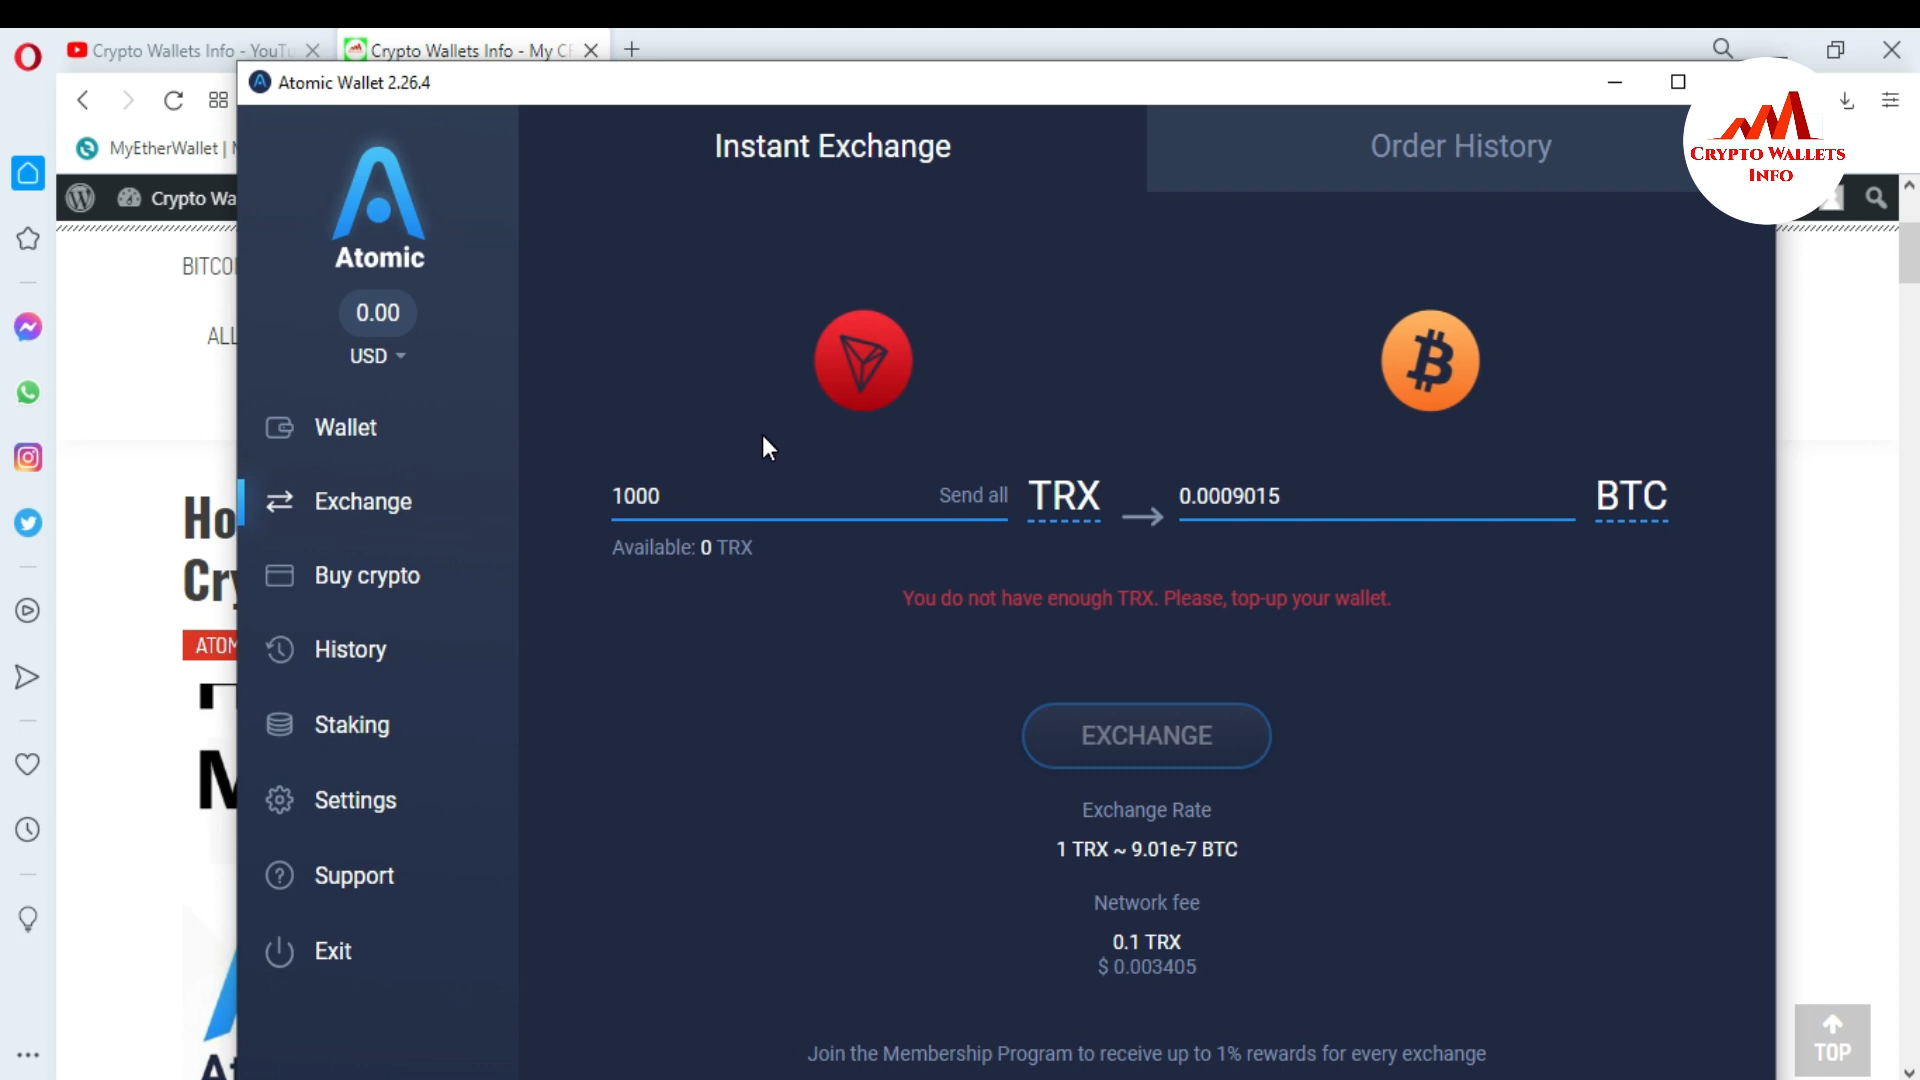 Crypto Wallets Info - YouTu
Crypto Wallets Info - My Cr
Atomic Wallet 2.26.4
MyEtherWallet |
Crypto Wa
CRYPTO WALLETS
INFO
Instant Exchange
Order History
Atomic
0.00
USD
BITCOI
ALL
Wallet
Exchange
Buy crypto
History
Staking
Settings
Support
Exit
1000
Send all
TRX
0.0009015
BTC
Available: 0 TRX
You do not have enough TRX. Please, top-up your wallet.
EXCHANGE
Exchange Rate
1 TRX ~ 9.01e-7 BTC
Network fee
0.1 TRX
$ 0.003405
Join the Membership Program to receive up to 1% rewards for every exchange
Ho
Cry
ATOM
M
At
TOP